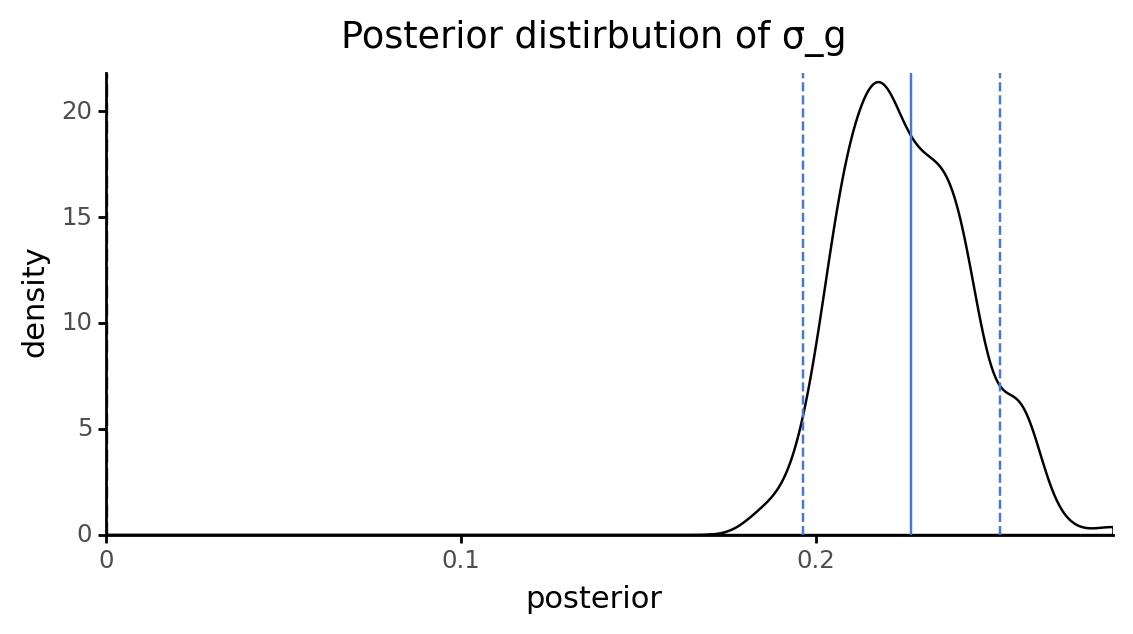 Posterior distirbution of σ_g
density
20
15
10
5
0
0 0.1 0.2
posterior